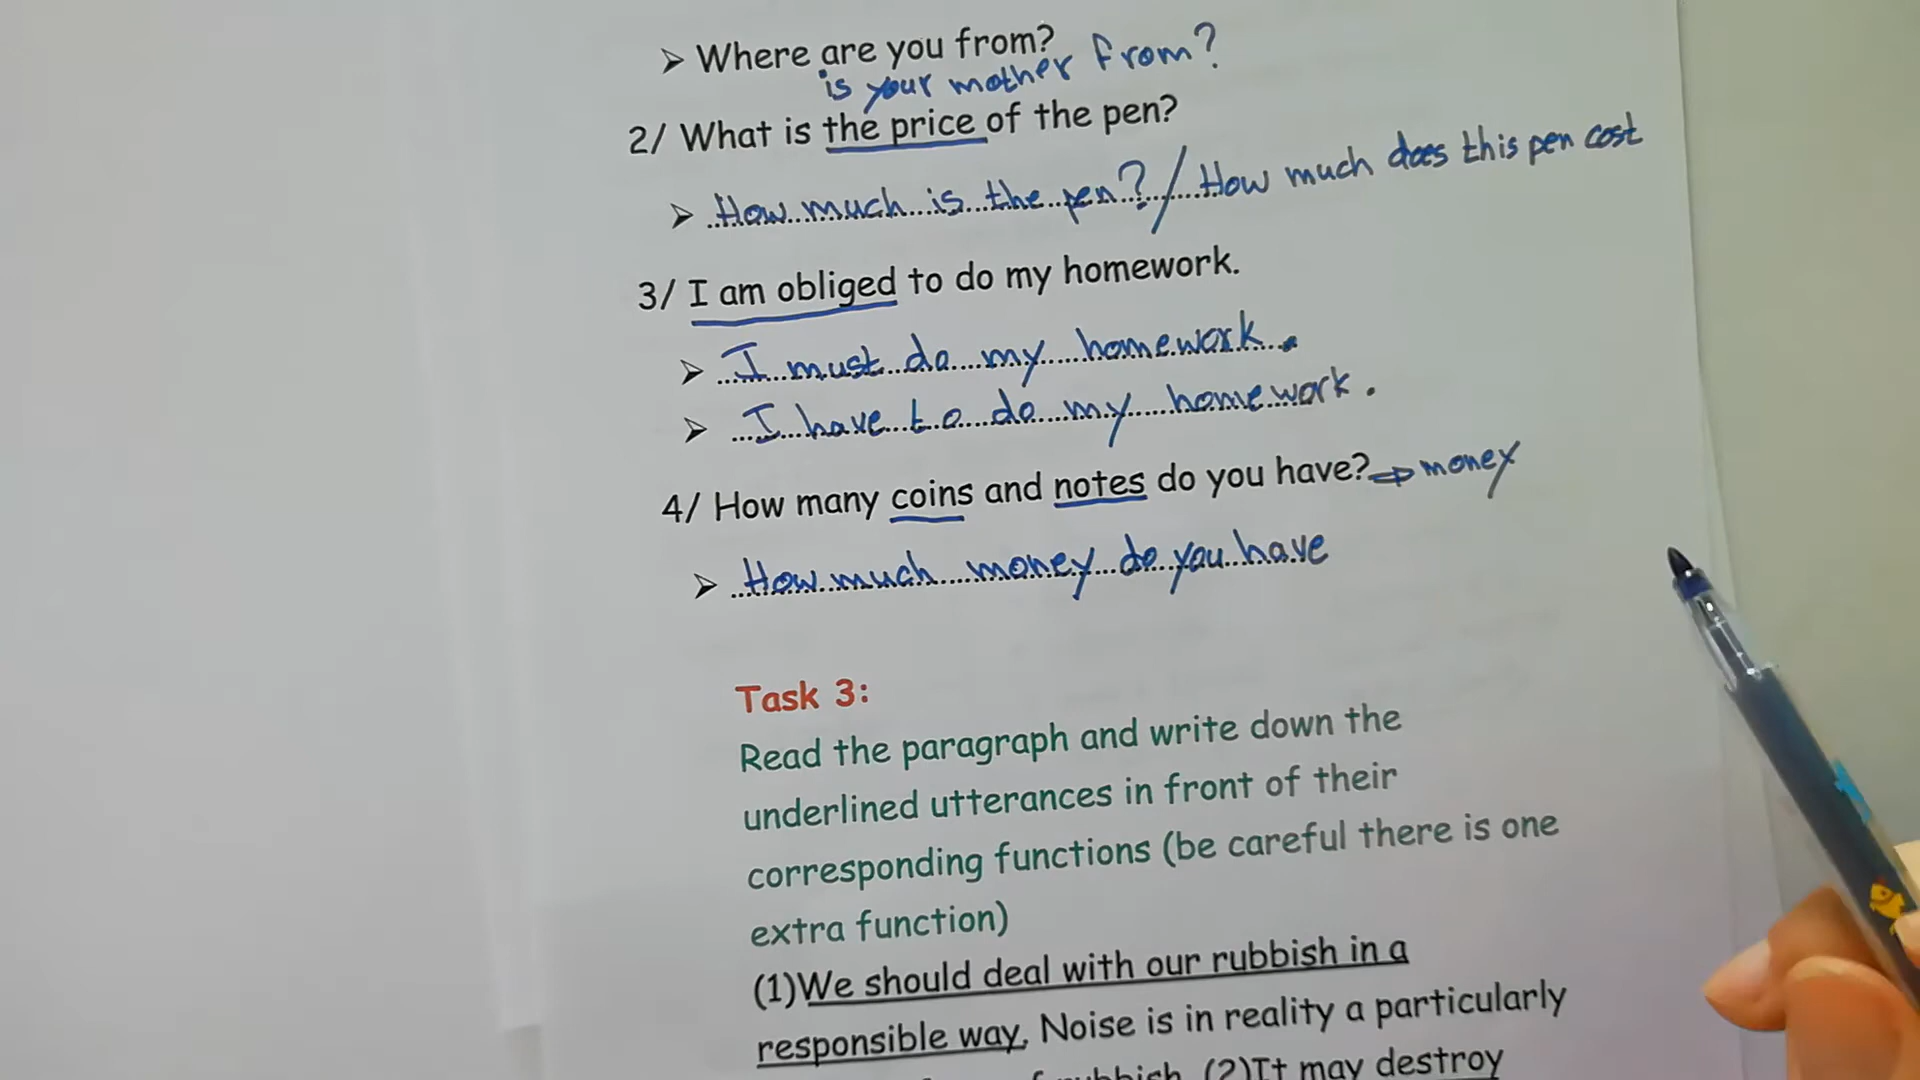 ➢ Where are you from?
is your mother from?
2/ What is the price of the pen?
➢ How much is the pen? / How much does this pen cost
3/ I am obliged to do my homework.
➢ I must do my homework.
➢ I have to do my homework.
4/ How many coins and notes do you have? ⇒ money
➢ How much money do you have
Task 3:
Read the paragraph and write down the
underlined utterances in front of their
corresponding functions (be careful there is one
extra function)
(1)We should deal with our rubbish in a
responsible way. Noise is in reality a particularly
rubbish. (2)It may destroy